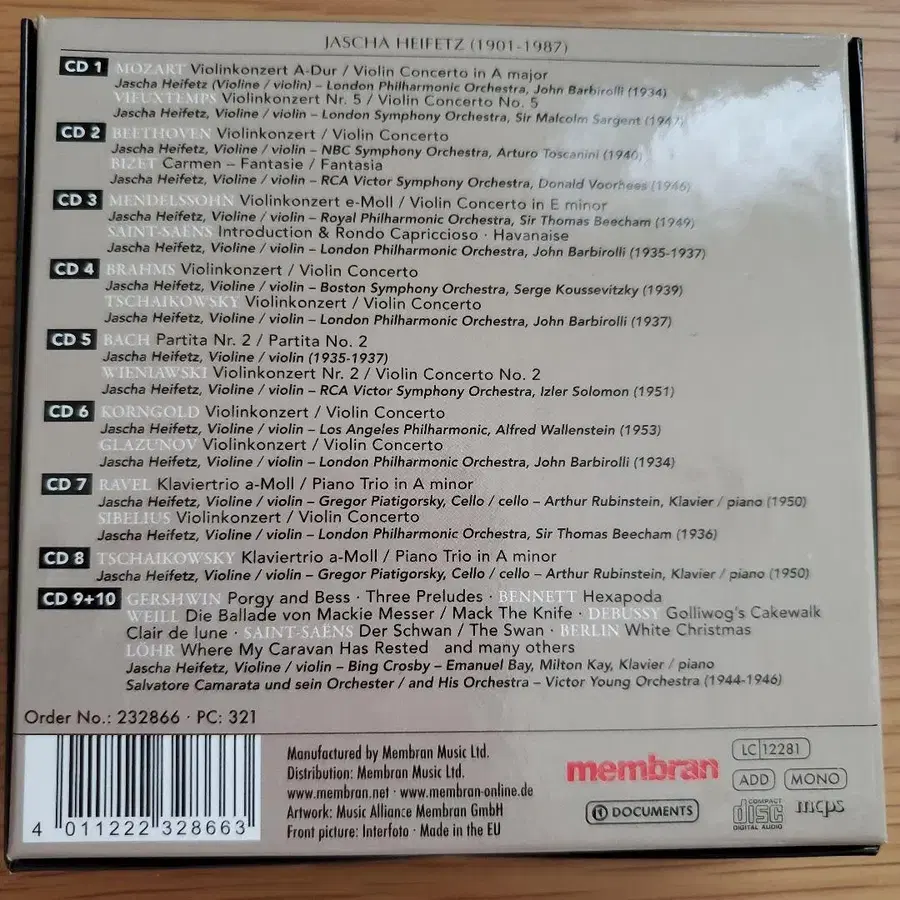 JASCHA HEIFETZ (1901-1987)
CD 1 MOZART Violinkonzert A-Dur / Violin Concerto in A major
Jascha Heifetz (Violine / violin) – London Philharmonic Orchestra, John Barbirolli (1934)
VIEUXTEMPS Violinkonzert Nr. 5 / Violin Concerto No. 5
Jascha Heifetz, Violine / violin – London Symphony Orchestra, Sir Malcolm Sargent (1947)
CD 2 BEETHOVEN Violinkonzert / Violin Concerto
Jascha Heifetz, Violine / violin – NBC Symphony Orchestra, Arturo Toscanini (1940)
BIZET Carmen – Fantasie / Fantasia
Jascha Heifetz, Violine / violin – RCA Victor Symphony Orchestra, Donald Voorhees (1946)
CD 3 MENDELSSOHN Violinkonzert e-Moll / Violin Concerto in E minor
Jascha Heifetz, Violine / violin – Royal Philharmonic Orchestra, Sir Thomas Beecham (1949)
SAINT-SAËNS Introduction & Rondo Capriccioso · Havanaise
Jascha Heifetz, Violine / violin – London Philharmonic Orchestra, John Barbirolli (1935-1937)
CD 4 BRAHMS Violinkonzert / Violin Concerto
Jascha Heifetz, Violine / violin – Boston Symphony Orchestra, Serge Koussevitzky (1939)
TSCHAIKOWSKY Violinkonzert / Violin Concerto
Jascha Heifetz, Violine / violin – London Philharmonic Orchestra, John Barbirolli (1937)
CD 5 BACH Partita Nr. 2 / Partita No. 2
Jascha Heifetz, Violine / violin (1935-1937)
WIENIAWSKI Violinkonzert Nr. 2 / Violin Concerto No. 2
Jascha Heifetz, Violine / violin – RCA Victor Symphony Orchestra, Izler Solomon (1951)
CD 6 KORNGOLD Violinkonzert / Violin Concerto
Jascha Heifetz, Violine / violin – Los Angeles Philharmonic, Alfred Wallenstein (1953)
GLAZUNOV Violinkonzert / Violin Concerto
Jascha Heifetz, Violine / violin – London Philharmonic Orchestra, John Barbirolli (1934)
CD 7 RAVEL Klaviertrio a-Moll / Piano Trio in A minor
Jascha Heifetz, Violine / violin – Gregor Piatigorsky, Cello / cello – Arthur Rubinstein, Klavier / piano (1950)
SIBELIUS Violinkonzert / Violin Concerto
Jascha Heifetz, Violine / violin – London Philharmonic Orchestra, Sir Thomas Beecham (1936)
CD 8 TSCHAIKOWSKY Klaviertrio a-Moll / Piano Trio in A minor
Jascha Heifetz, Violine / violin – Gregor Piatigorsky, Cello / cello – Arthur Rubinstein, Klavier / piano (1950)
CD 9+10 GERSHWIN Porgy and Bess · Three Preludes · BENNETT Hexapoda
WEILL Die Ballade von Mackie Messer / Mack The Knife · DEBUSSY Golliwog's Cakewalk
Clair de lune · SAINT-SAËNS Der Schwan / The Swan · BERLIN White Christmas
LOHR Where My Caravan Has Rested and many others
Jascha Heifetz, Violine / violin – Bing Crosby – Emanuel Bay, Milton Kay, Klavier / piano
Salvatore Camarata und sein Orchester / and His Orchestra – Victor Young Orchestra (1944-1946)
Order No.: 232866 · PC: 321
4 011222 328663
Manufactured by Membran Music Ltd.
Distribution: Membran Music Ltd.
www.membran.net · www.membran-online.de
Artwork: Music Alliance Membran GmbH
Front picture: Interfoto · Made in the EU
membran
DOCUMENTS
LC 12281
ADD MONO
COMPACT disc DIGITAL AUDIO
mcps